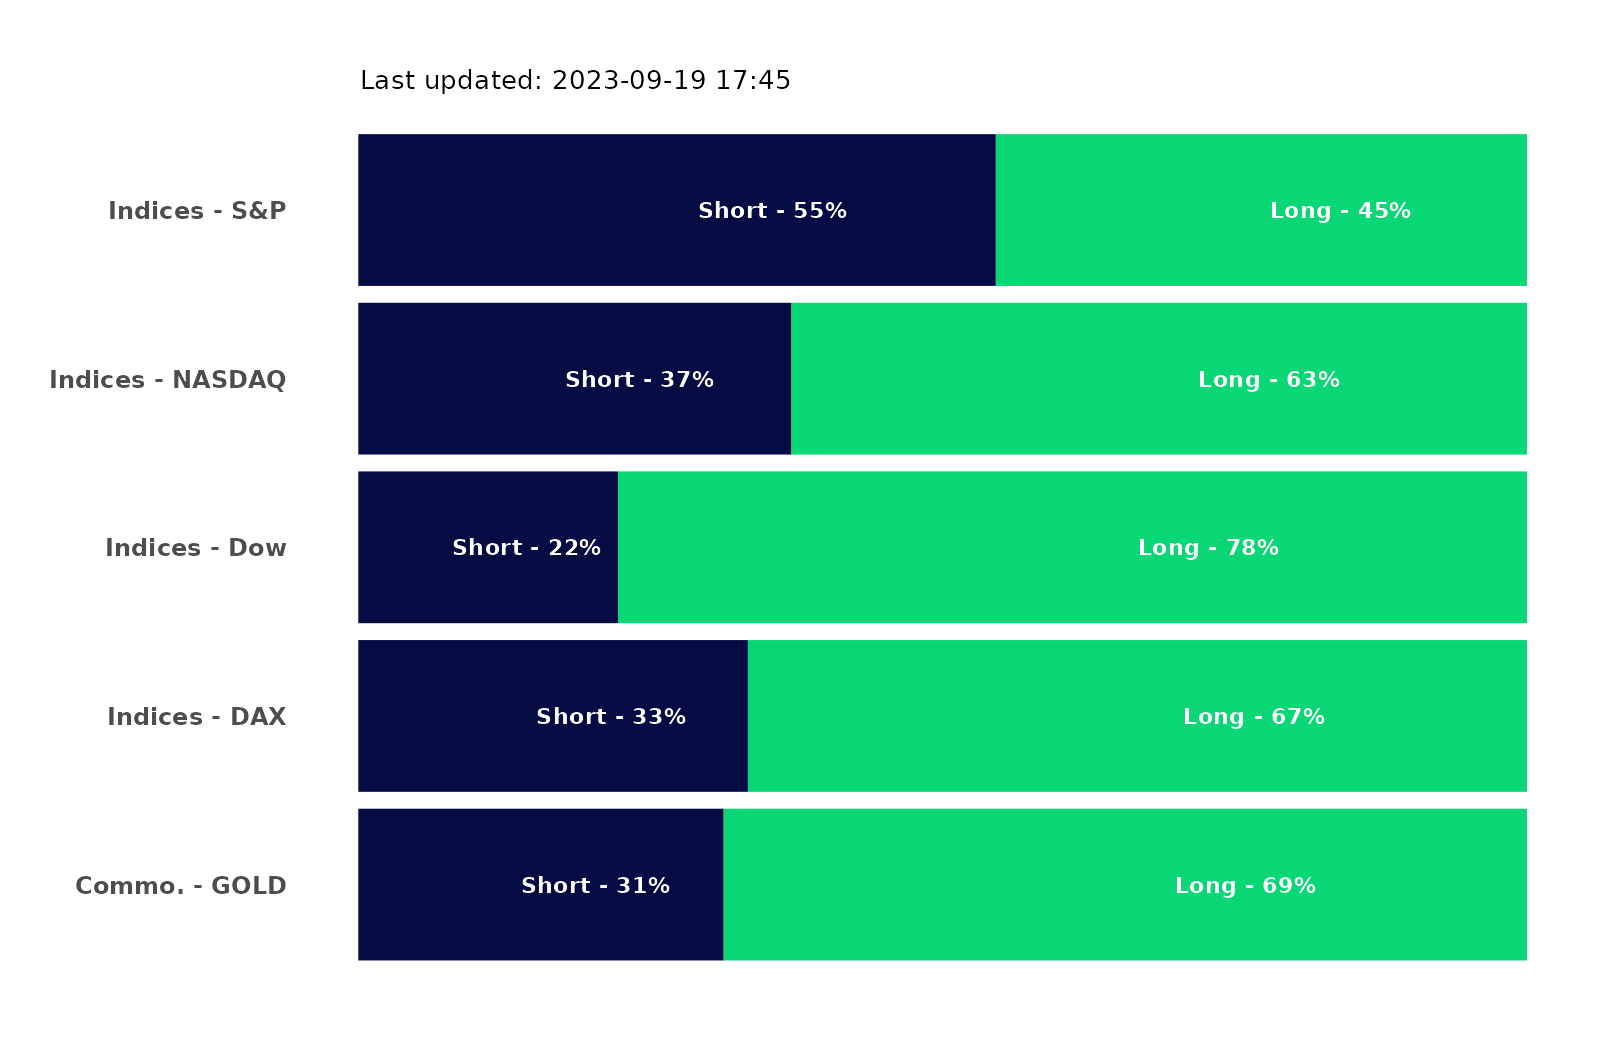 Last updated: 2023-09-19 17:45
Indices - S&P Short - 55% Long - 45%
Indices - NASDAQ Short - 37% Long - 63%
Indices - Dow Short - 22% Long - 78%
Indices - DAX Short - 33% Long - 67%
Commo. - GOLD Short - 31% Long - 69%